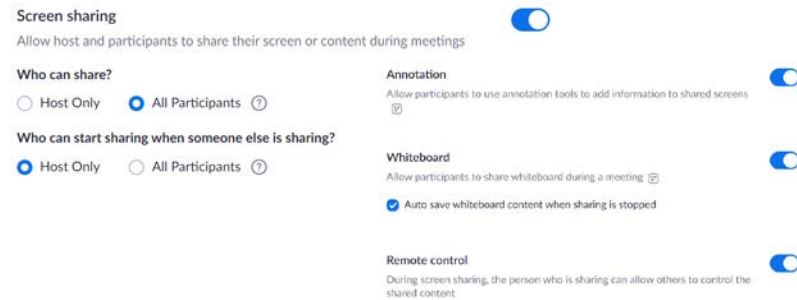 Screen sharing
Allow host and participants to share their screen or content during meetings
Who can share?
Host Only
All Participants
Who can start sharing when someone else is sharing?
Host Only
All Participants
Annotation
Allow participants to use annotation tools to add information to shared screens
Whiteboard
Allow participants to share whiteboard during a meeting
Auto save whiteboard content when sharing is stopped
Remote control
During screen sharing, the person who is sharing can allow others to control the
shared content